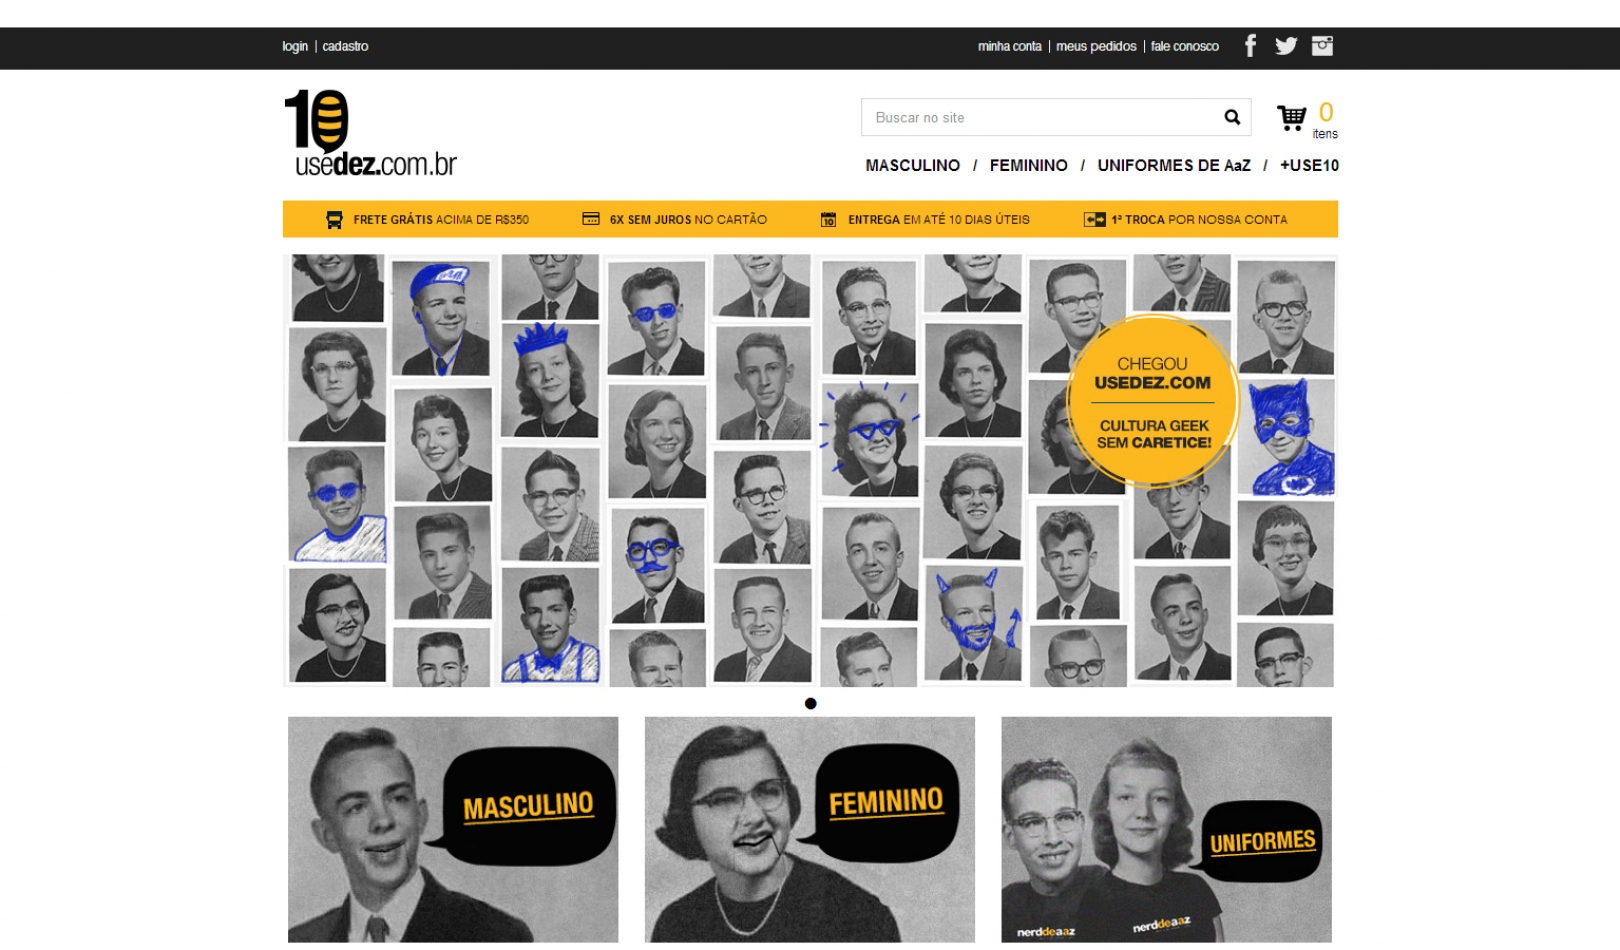 login | cadastro
minha conta | meus pedidos | fale conosco
10
usedez.com.br
Buscar no site
0
itens
MASCULINO / FEMININO / UNIFORMES DE AaZ / +USE10
FRETE GRÁTIS ACIMA DE R$350
6X SEM JUROS NO CARTÃO
10
ENTREGA EM ATÉ 10 DIAS ÚTEIS
1ª TROCA POR NOSSA CONTA
CHEGOU
USEDEZ.COM
CULTURA GEEK
SEM CARETICE!
MASCULINO
FEMININO
UNIFORMES
nerddeaaz
nerddeaaz